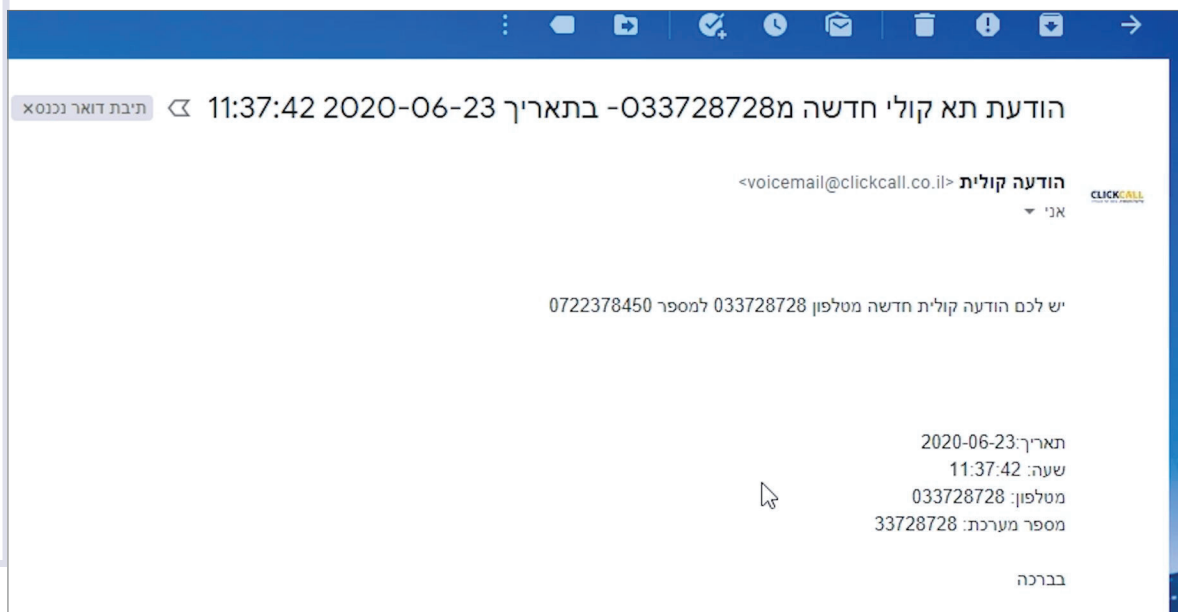 הודעת תא קולי חדשה מ033728728- בתאריך 2020-06-23 11:37:42
תיבת דואר נכנס x
הודעה קולית <voicemail@clickcall.co.il>
CLICKCALL
אני
יש לכם הודעה קולית חדשה מטלפון 033728728 למספר 0722378450
תאריך:2020-06-23
שעה: 11:37:42
מטלפון: 033728728
מספר מערכת: 33728728
בברכה